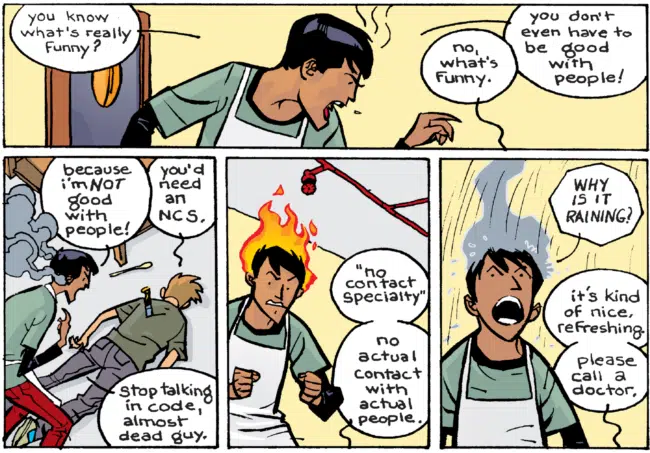 you know
what's really
funny?
no,
what's
funny.
you don't
even have to
be good
with
people!
because
i'm NOT
good
with
people!
you'd
need
an
NCS.
stop talking
in code,
almost
dead guy.
"no
contact
specialty"
no
actual
contact
with
actual
people.
WHY
IS IT
RAINING?
it's kind
of nice,
refreshing.
please
call a
doctor.